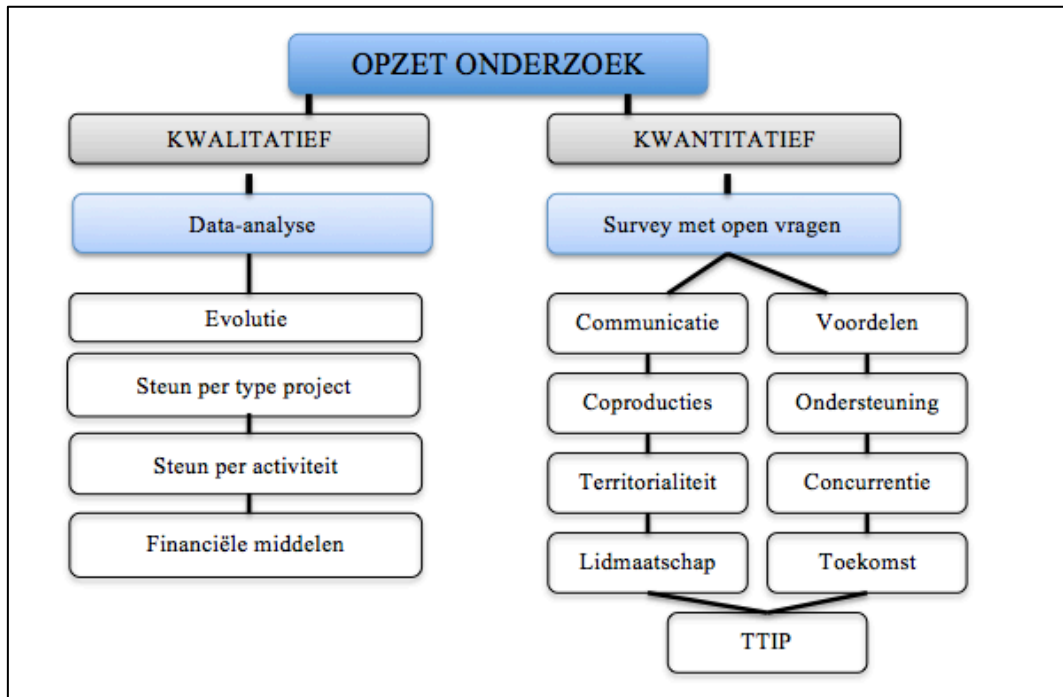 OPZET ONDERZOEK
KWALITATIEF
Data-analyse
Evolutie
Steun per type project
Steun per activiteit
Financiële middelen
KWANTITATIEF
Survey met open vragen
Communicatie
Coproducties
Territorialiteit
Lidmaatschap
Voordelen
Ondersteuning
Concurrentie
Toekomst
TTIP